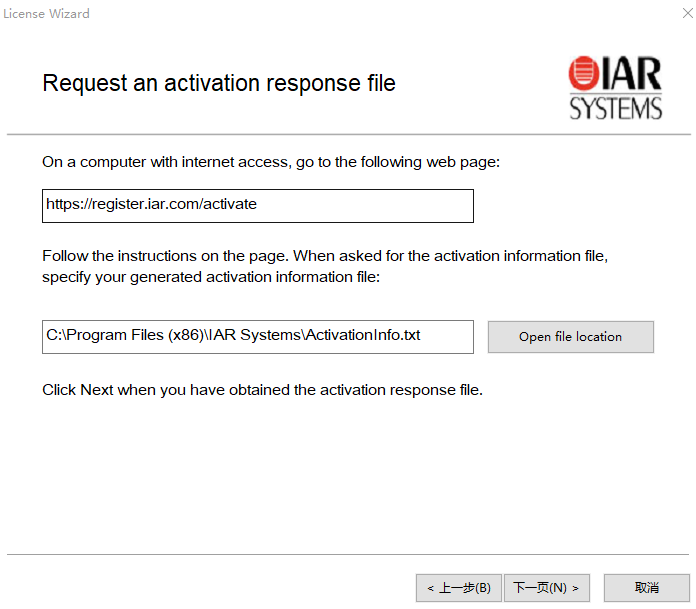 License Wizard
Request an activation response file
IAR
SYSTEMS
On a computer with internet access, go to the following web page:
https://register.iar.com/activate
Follow the instructions on the page. When asked for the activation information file,
specify your generated activation information file:
C:\Program Files (x86)\IAR Systems\ActivationInfo.txt
Open file location
Click Next when you have obtained the activation response file.
< 上一步(B)
下一页(N) >
取消